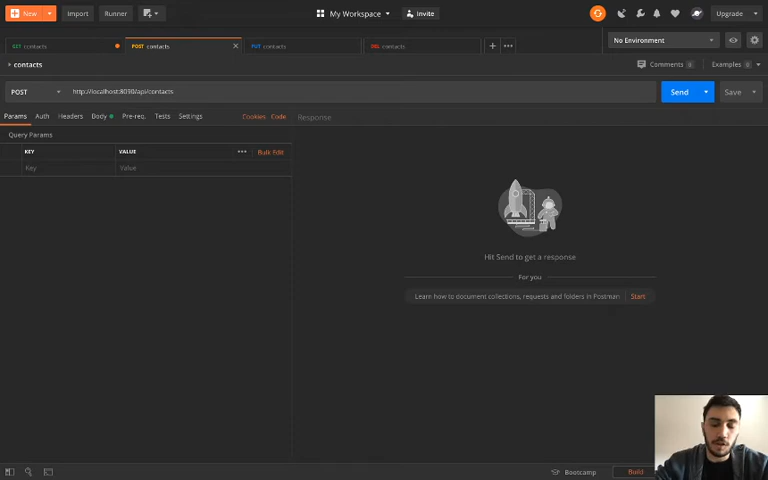 New Import Runner My Workspace Invite Upgrade
GET contacts POST contacts PUT contacts DEL contacts No Environment
contacts Comments 0 Examples 0
POST http://localhost:8090/api/contacts Send Save
Params Auth Headers Body Pre-req. Tests Settings Cookies Code Response
Query Params
KEY VALUE Bulk Edit
Key Value
Hit Send to get a response
For you
Learn how to document collections, requests and folders in Postman Start
Bootcamp Build